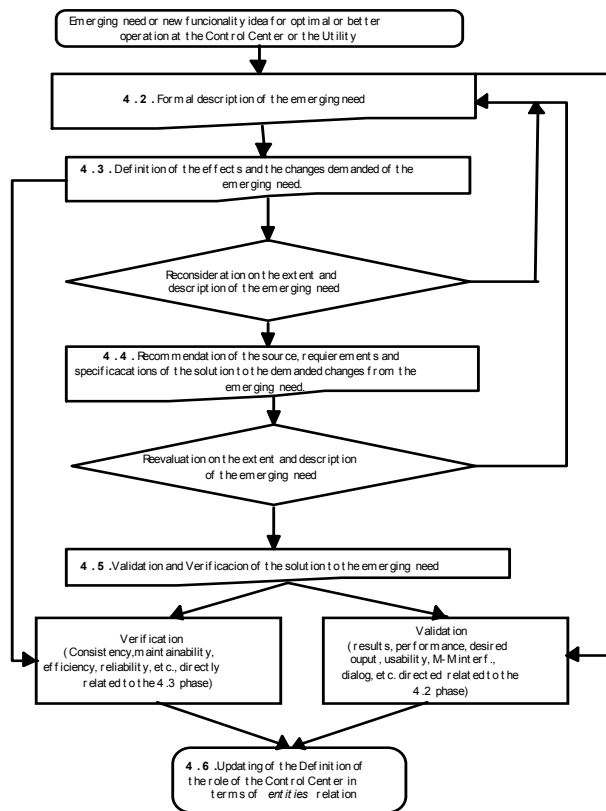 Emerging need or new funcionality idea for optimal or better
operation at the Control Center or the Utility
4.2. Formal description of the emerging need
4.3. Definition of the effects and the changes demanded of the
emerging need.
Reconsideration on the extent and
description of the emerging need
4.4. Recommendation of the source, requierements and
specificacations of the solution to the demanded changes from the
emerging need.
Reevaluation on the extent and description
of the emerging need
4.5.Validation and Verificacion of the solution to the emerging need
Verification
(Consistency,maintainability,
efficiency, reliability, etc., directly
related to the 4.3 phase)
Validation
(results, performance, desired
ouput, usability, M-M interf.,
dialog, etc. directed related to the
4.2 phase)
4.6.Updating of the Definition of
the role of the Control Center in
terms of entities relation